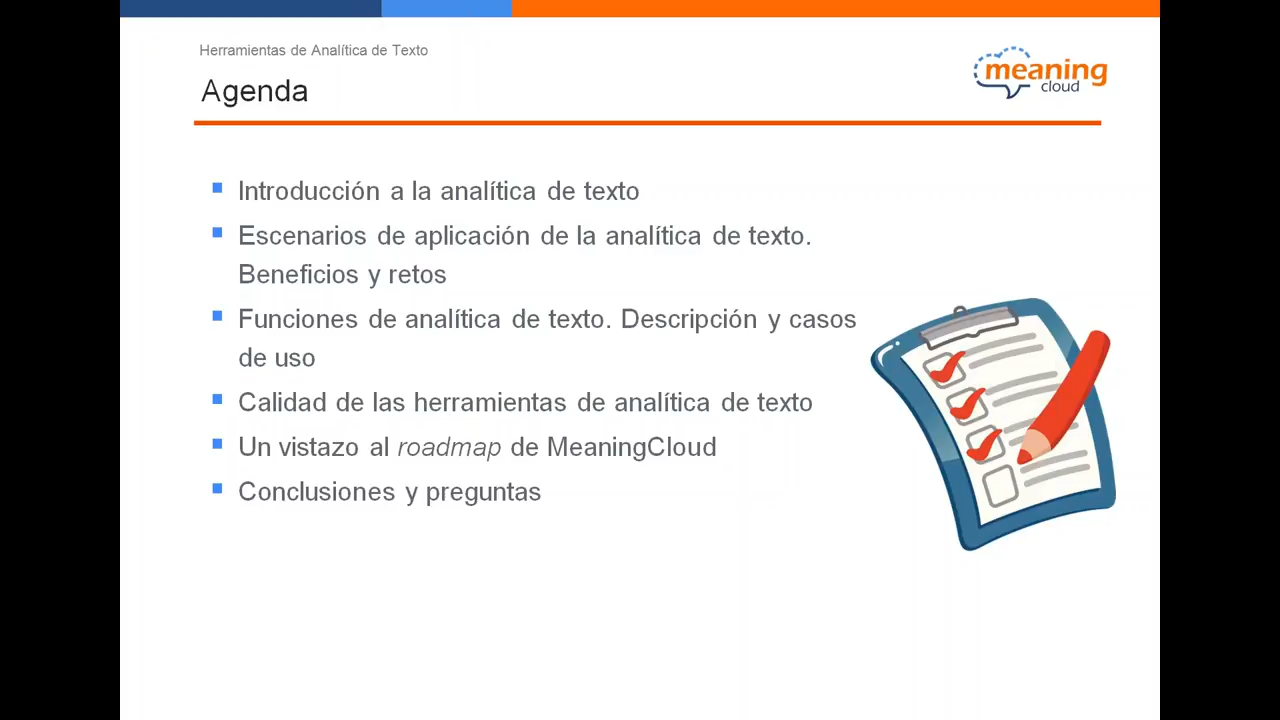 Herramientas de Analítica de Texto
Agenda
meaning
cloud
Introducción a la analítica de texto
Escenarios de aplicación de la analítica de texto.
Beneficios y retos
Funciones de analítica de texto. Descripción y casos
de uso
Calidad de las herramientas de analítica de texto
Un vistazo al roadmap de MeaningCloud
Conclusiones y preguntas